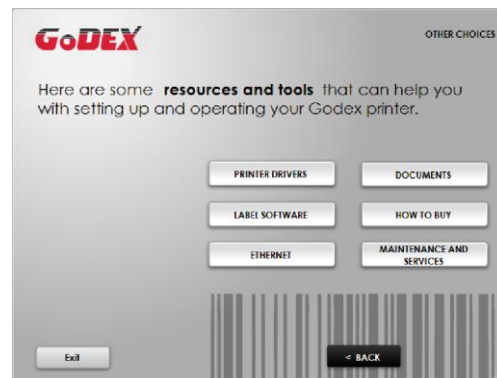 GoDEX
OTHER CHOICES
Here are some resources and tools that can help you
with setting up and operating your Godex printer.
PRINTER DRIVERS
DOCUMENTS
LABEL SOFTWARE
HOW TO BUY
ETHERNET
MAINTENANCE AND
SERVICES
Exit
< BACK